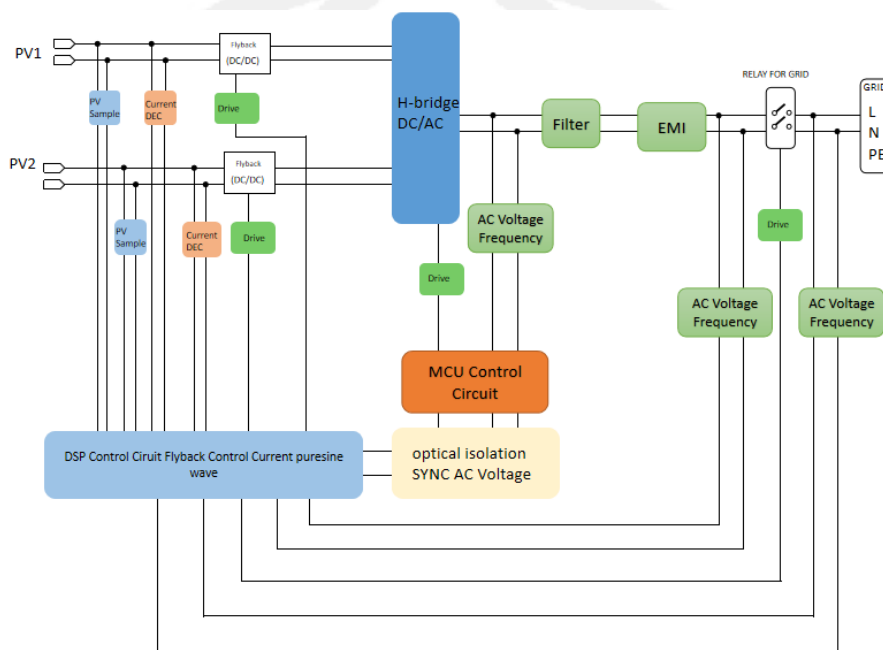 PV1
Flyback
(DC/DC)
PV
Sample
Current
DEC
Drive
H-bridge
DC/AC
Filter
EMI
RELAY FOR GRID
GRID
L
N
PE
PV2
Flyback
(DC/DC)
PV
Sample
Current
DEC
Drive
AC Voltage
Frequency
Drive
Drive
AC Voltage
Frequency
AC Voltage
Frequency
MCU Control
Circuit
DSP Control Ciruit Flyback Control Current puresine
wave
optical isolation
SYNC AC Voltage